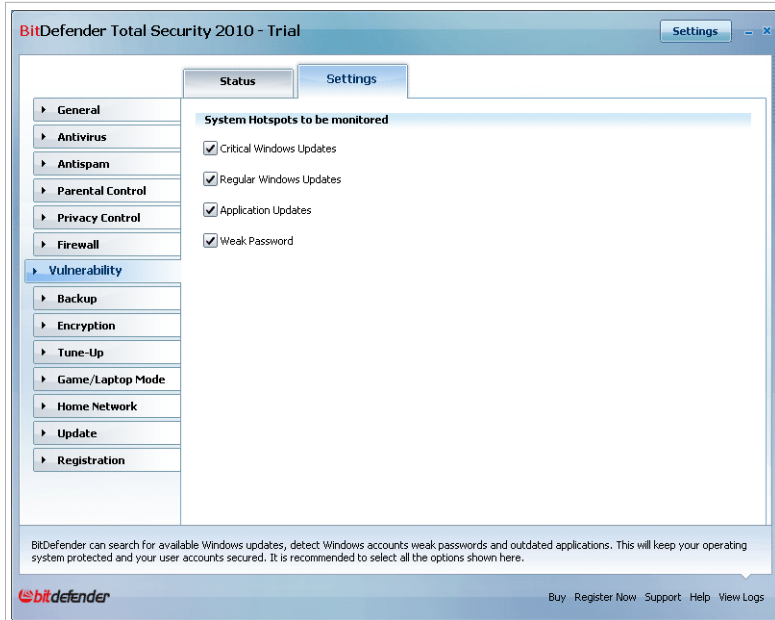 BitDefender Total Security 2010 - Trial
Settings
Status
Settings
General
Antivirus
Antispam
Parental Control
Privacy Control
Firewall
Vulnerability
Backup
Encryption
Tune-Up
Game/Laptop Mode
Home Network
Update
Registration
System Hotspots to be monitored
Critical Windows Updates
Regular Windows Updates
Application Updates
Weak Password
BitDefender can search for available Windows updates, detect Windows accounts weak passwords and outdated applications. This will keep your operating
system protected and your user accounts secured. It is recommended to select all the options shown here.
bitdefender
Buy Register Now Support Help View Logs